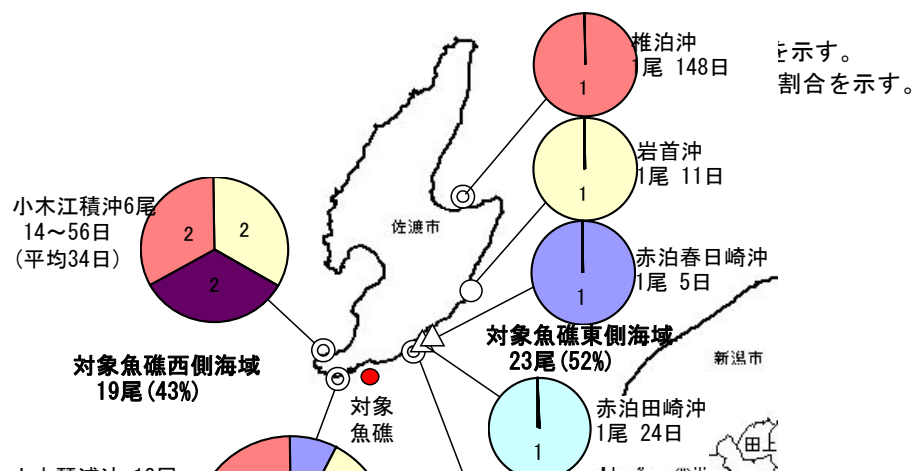 椎泊沖
1尾 148日
を示す。
割合を示す。
1
岩首沖
1尾 11日
1
小木江積沖6尾
14～56日
(平均34日)
2
2
2
佐渡市
赤泊春日崎沖
1尾 5日
1
対象魚礁東側海域
23尾(52%)
対象魚礁西側海域
19尾(43%)
新潟市
対象
魚礁
赤泊田崎沖
1尾 24日
1
田上